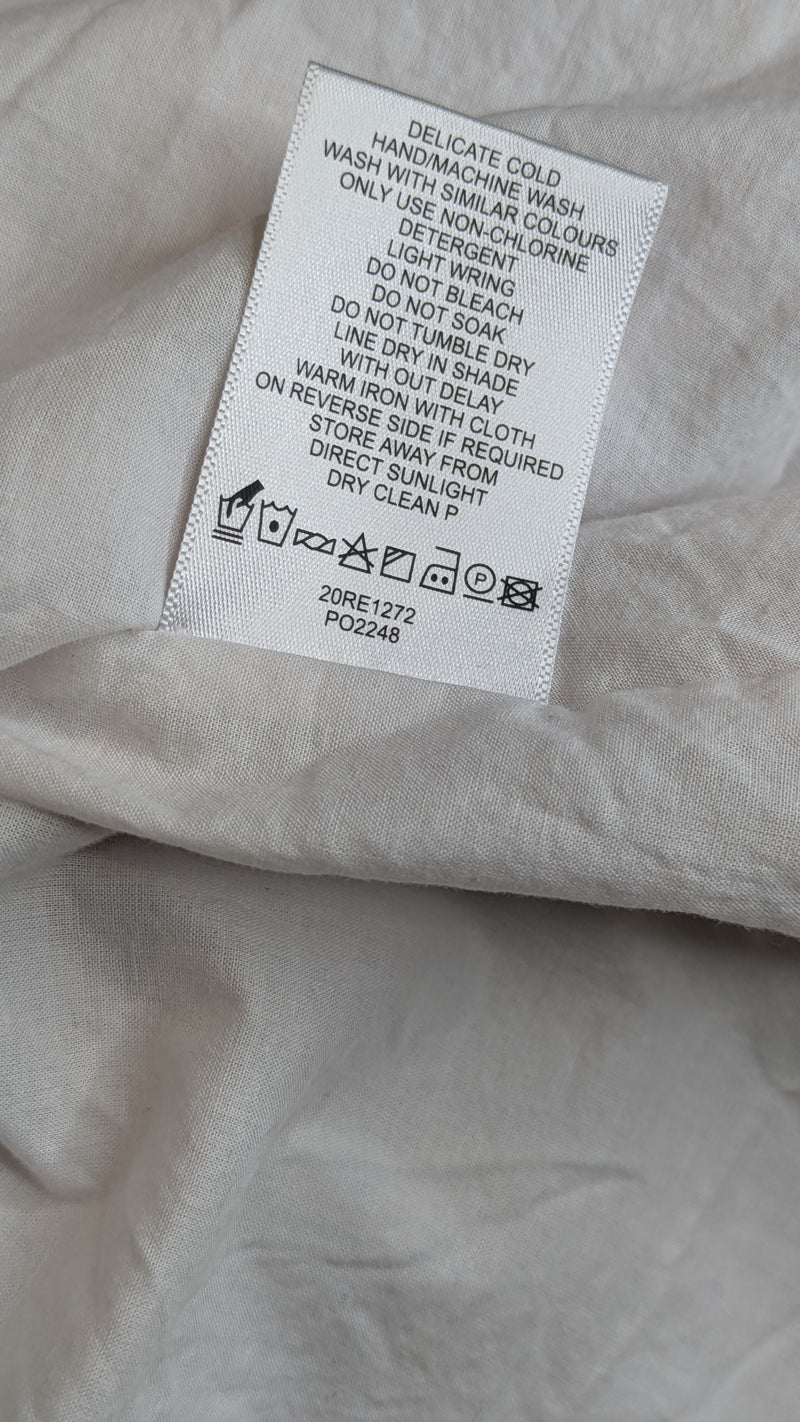 DELICATE COLD
HAND/MACHINE WASH
WASH WITH SIMILAR COLOURS
ONLY USE NON-CHLORINE
DETERGENT
LIGHT WRING
DO NOT BLEACH
DO NOT SOAK
DO NOT TUMBLE DRY
LINE DRY IN SHADE
WITH OUT DELAY
WARM IRON WITH CLOTH
ON REVERSE SIDE IF REQUIRED
STORE AWAY FROM
DIRECT SUNLIGHT
DRY CLEAN P
P
20RE1272
PO2248